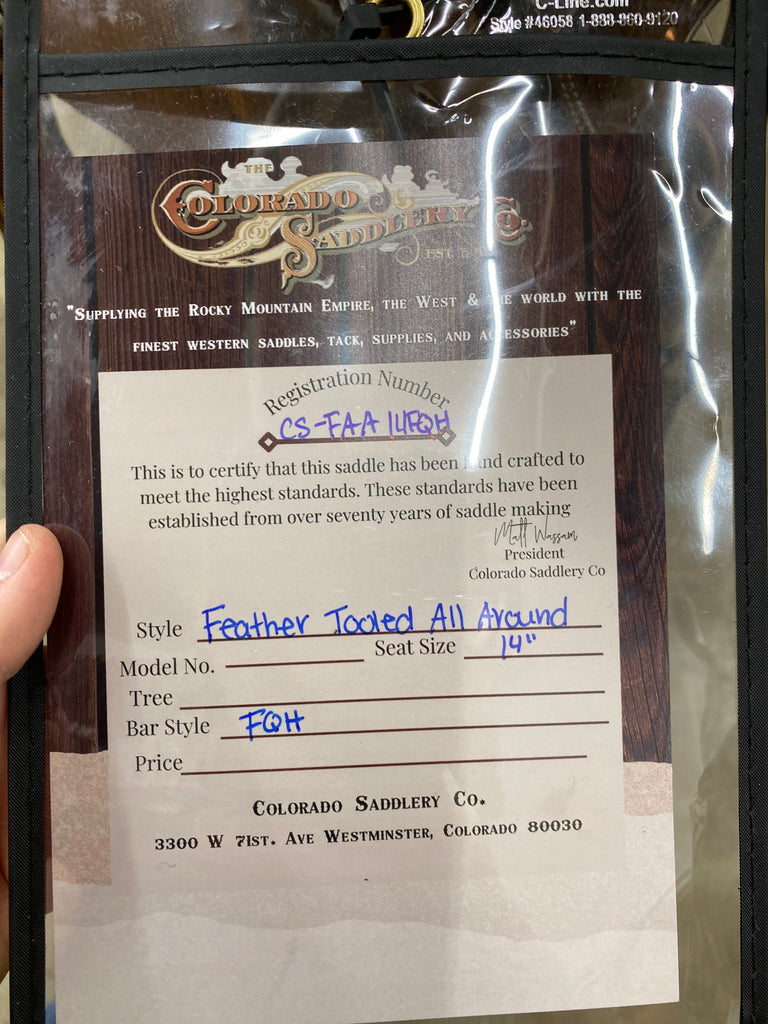 C-Line.com
Style #46058 1-888-860-9120
THE
COLORADO
SADDLERY CO.
EST.
"SUPPLYING THE ROCKY MOUNTAIN EMPIRE, THE WEST & THE WORLD WITH THE
FINEST WESTERN SADDLES, TACK, SUPPLIES, AND ACCESSORIES"
Registration Number
CS-FAA 14FQH
This is to certify that this saddle has been hand crafted to
meet the highest standards. These standards have been
established from over seventy years of saddle making
Matt Wassam
President
Colorado Saddlery Co
Style Feather Tooled All Around
Model No. Seat Size 14"
Tree
Bar Style FQH
Price
COLORADO SADDLERY CO.
3300 W 71ST. AVE WESTMINSTER, COLORADO 80030